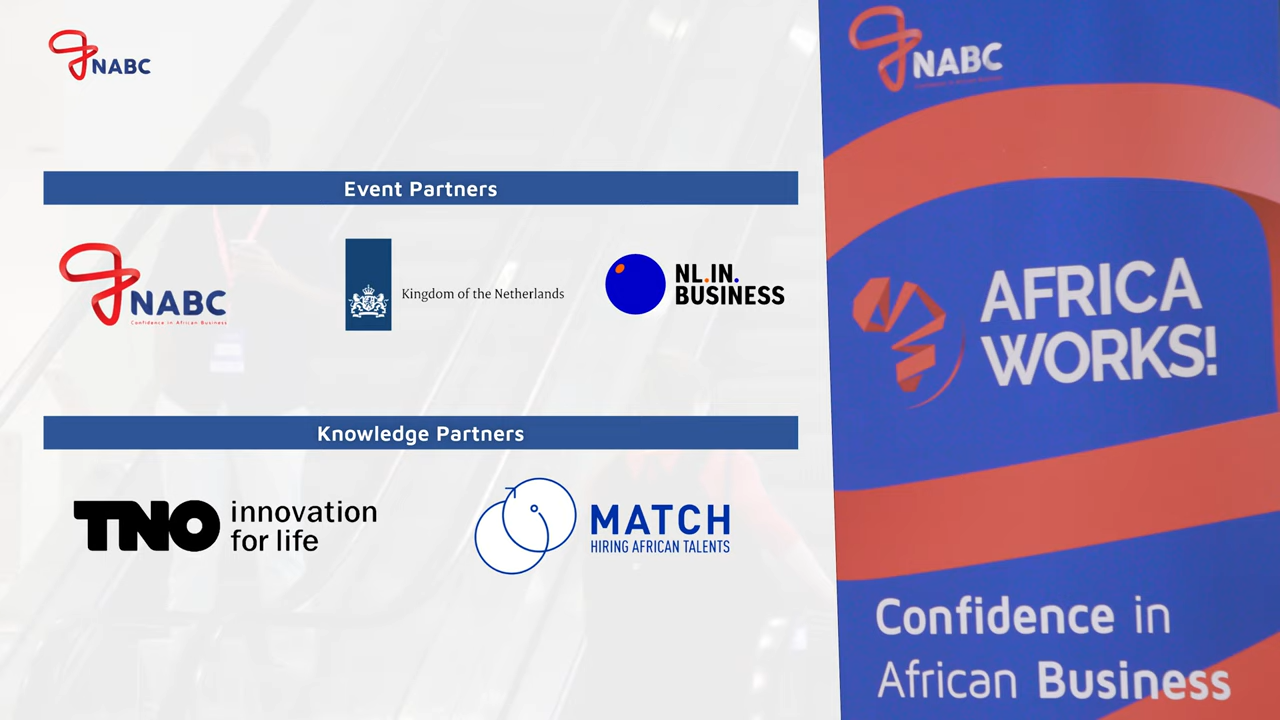 NABC
Event Partners
NABC
Confidence in African Business
Kingdom of the Netherlands
NL.IN.
BUSINESS
Knowledge Partners
TNO innovation
for life
MATCH
HIRING AFRICAN TALENTS
NABC
AFRICA
WORKS!
Confidence in
African Business